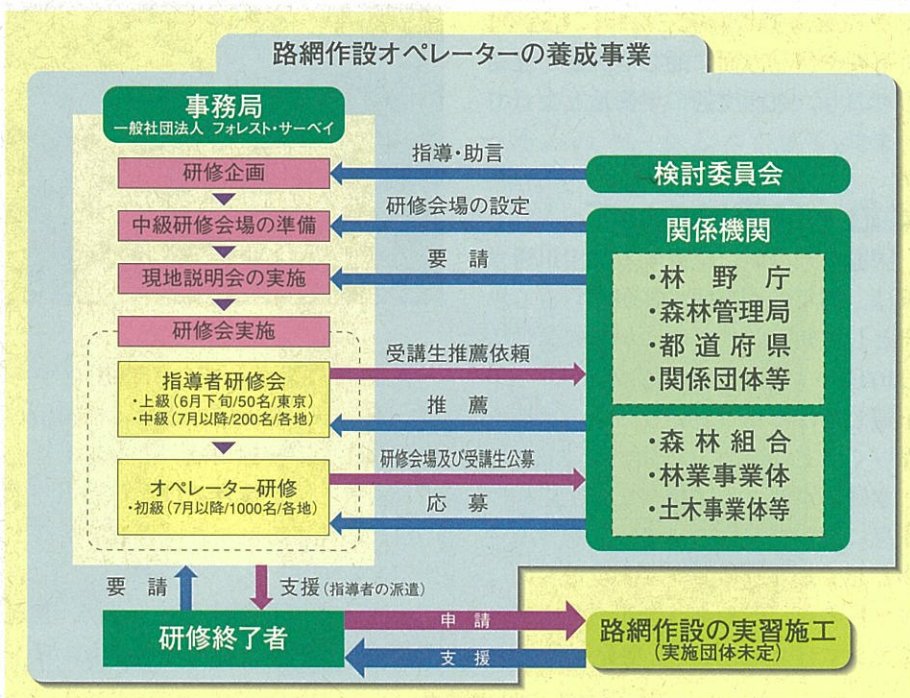 路網作設オペレーターの養成事業
事務局
一般社団法人 フォレスト・サーベイ
研修企画
中級研修会場の準備
現地説明会の実施
研修会実施
指導者研修会
・上級(6月下旬/50名/東京)
・中級(7月以降/200名/各地)
オペレーター研修
・初級(7月以降/1000名/各地)
指導・助言
研修会場の設定
要 請
受講生推薦依頼
推 薦
研修会場及び受講生公募
応 募
検討委員会
関係機関
・林 野 庁
・森林管理局
・都道府県
・関係団体等
・森林組合
・林業事業体
・土木事業体等
要 請
支援(指導者の派遣)
研修終了者
申 請
支 援
路網作設の実習施工
(実施団体未定)